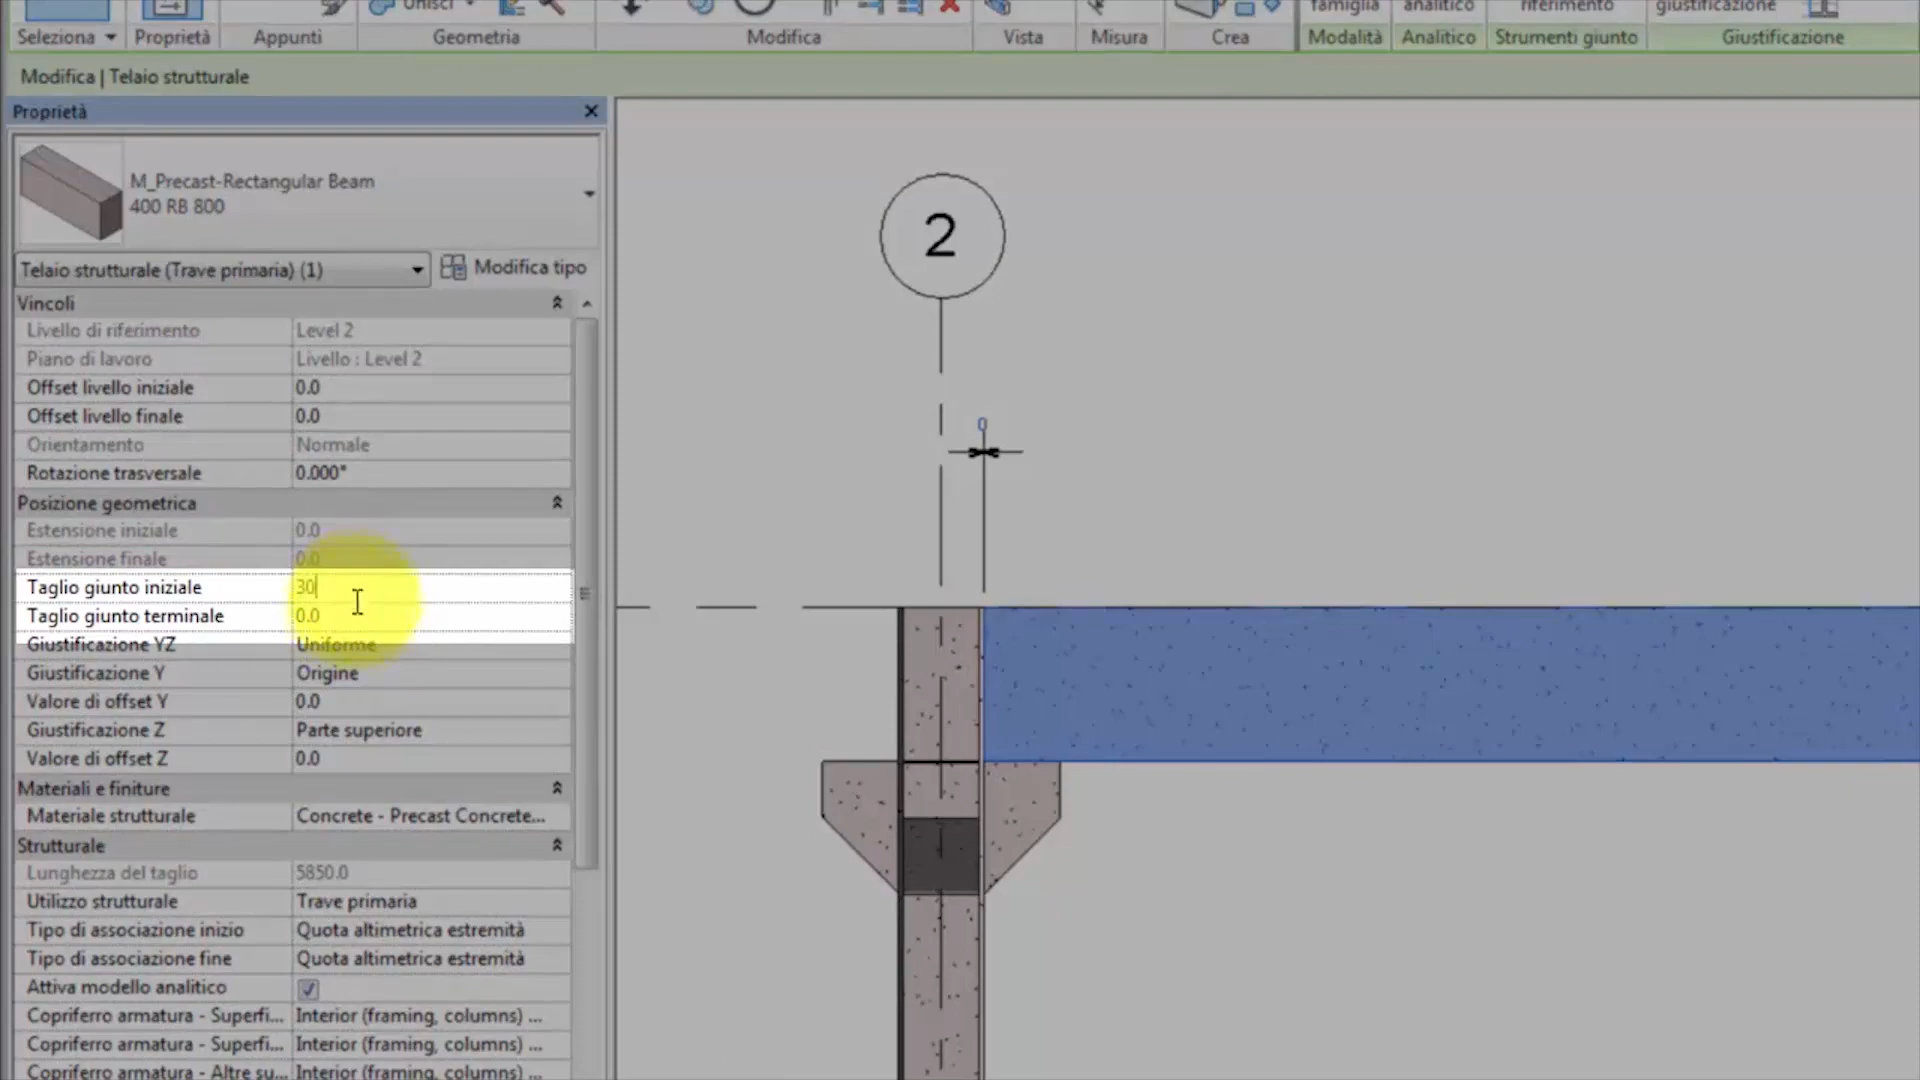 Unisci
famiglia
analitico
riferimento
giustificazione
Seleziona
Proprietà
Appunti
Geometria
Modifica
Vista
Misura
Crea
Modalità
Analitico
Strumenti giunto
Giustificazione
Modifica | Telaio strutturale
Proprietà
M_Precast-Rectangular Beam
400 RB 800
Telaio strutturale (Trave primaria) (1)
Modifica tipo
Vincoli
Livello di riferimento Level 2
Piano di lavoro Livello : Level 2
Offset livello iniziale 0.0
Offset livello finale 0.0
Orientamento Normale
Rotazione trasversale 0.000°
Posizione geometrica
Estensione iniziale 0.0
Estensione finale 0.0
Taglio giunto iniziale 30
Taglio giunto terminale 0.0
Giustificazione YZ Uniforme
Giustificazione Y Origine
Valore di offset Y 0.0
Giustificazione Z Parte superiore
Valore di offset Z 0.0
Materiali e finiture
Materiale strutturale Concrete - Precast Concrete...
Strutturale
Lunghezza del taglio 5850.0
Utilizzo strutturale Trave primaria
Tipo di associazione inizio Quota altimetrica estremità
Tipo di associazione fine Quota altimetrica estremità
Attiva modello analitico
Copriferro armatura - Superfi... Interior (framing, columns) ...
Copriferro armatura - Superfi... Interior (framing, columns) ...
Copriferro armatura - Altre su... Interior (framing, columns) ...
2
0